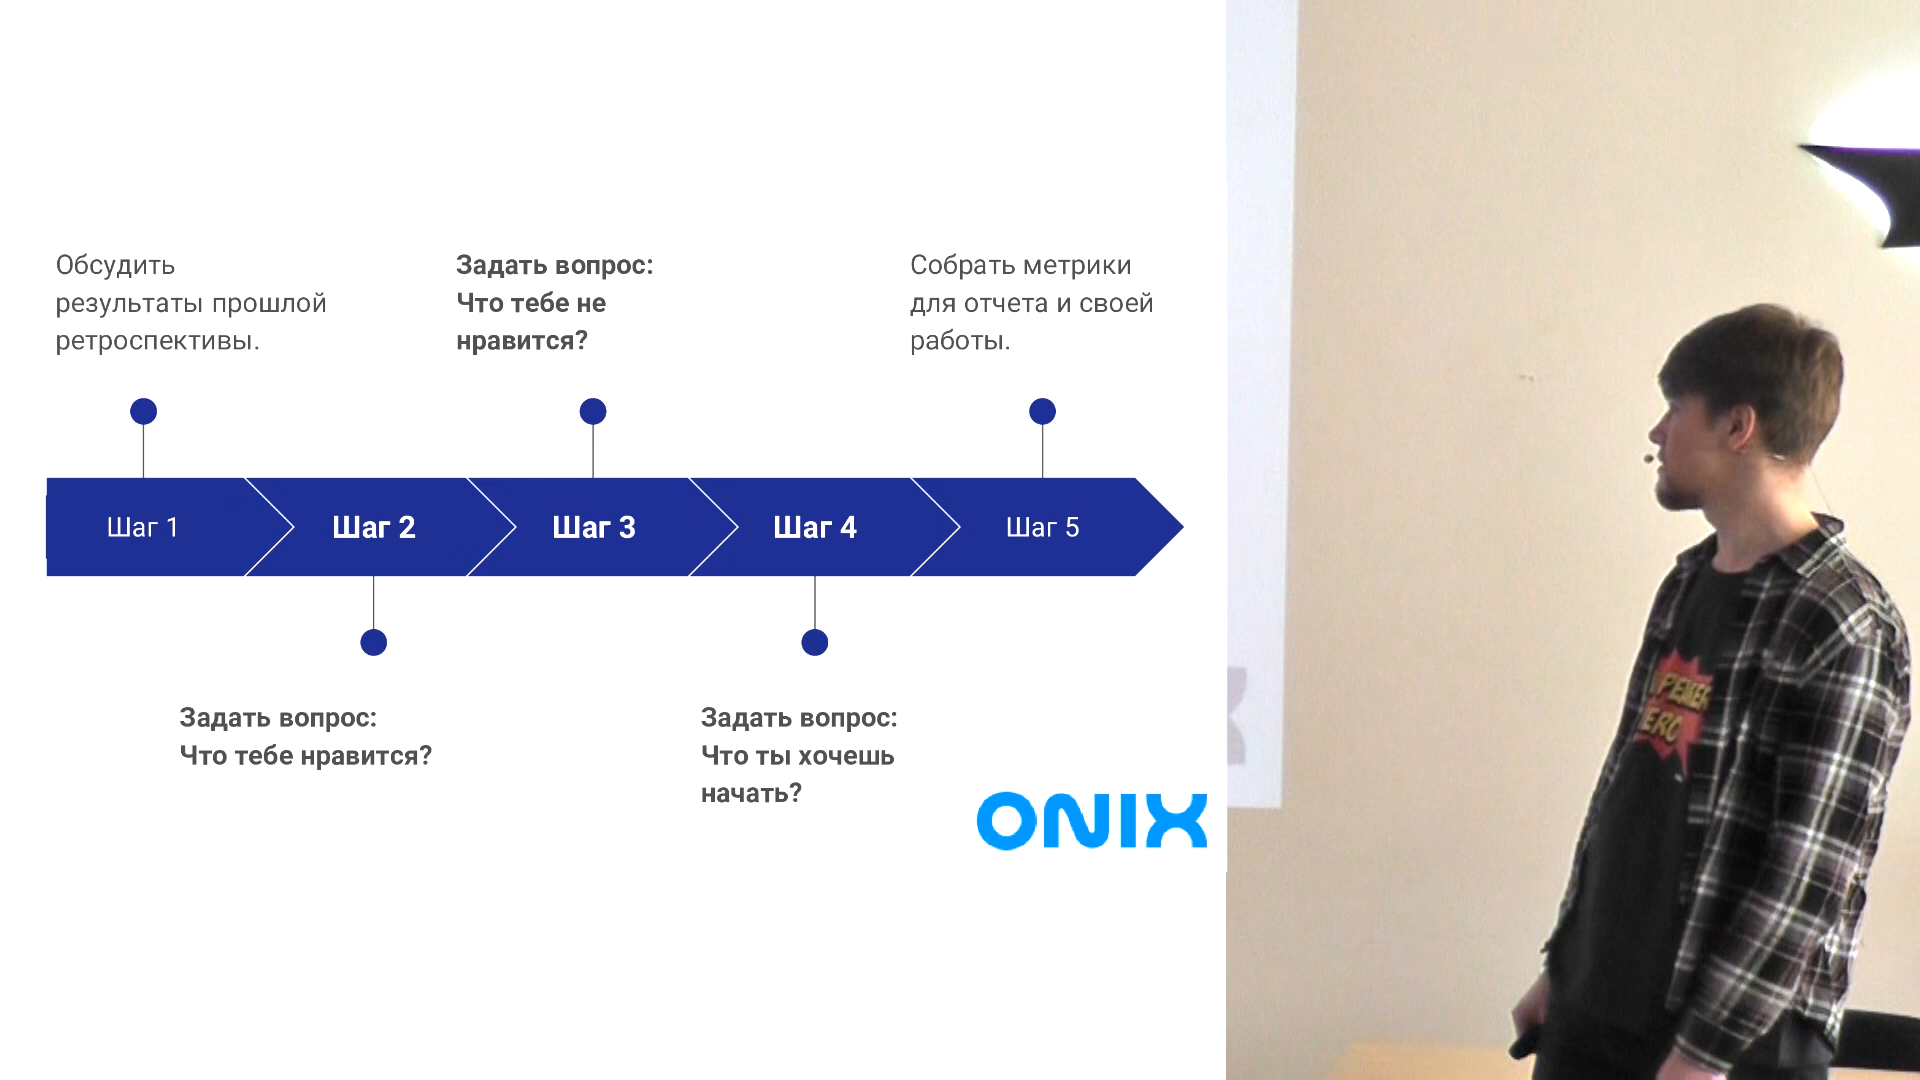 Обсудить
результаты прошлой
ретроспективы.
Задать вопрос:
Что тебе не
нравится?
Собрать метрики
для отчета и своей
работы.
Шаг 1
Шаг 2
Шаг 3
Шаг 4
Шаг 5
Задать вопрос:
Что тебе нравится?
Задать вопрос:
Что ты хочешь
начать?
ONIX